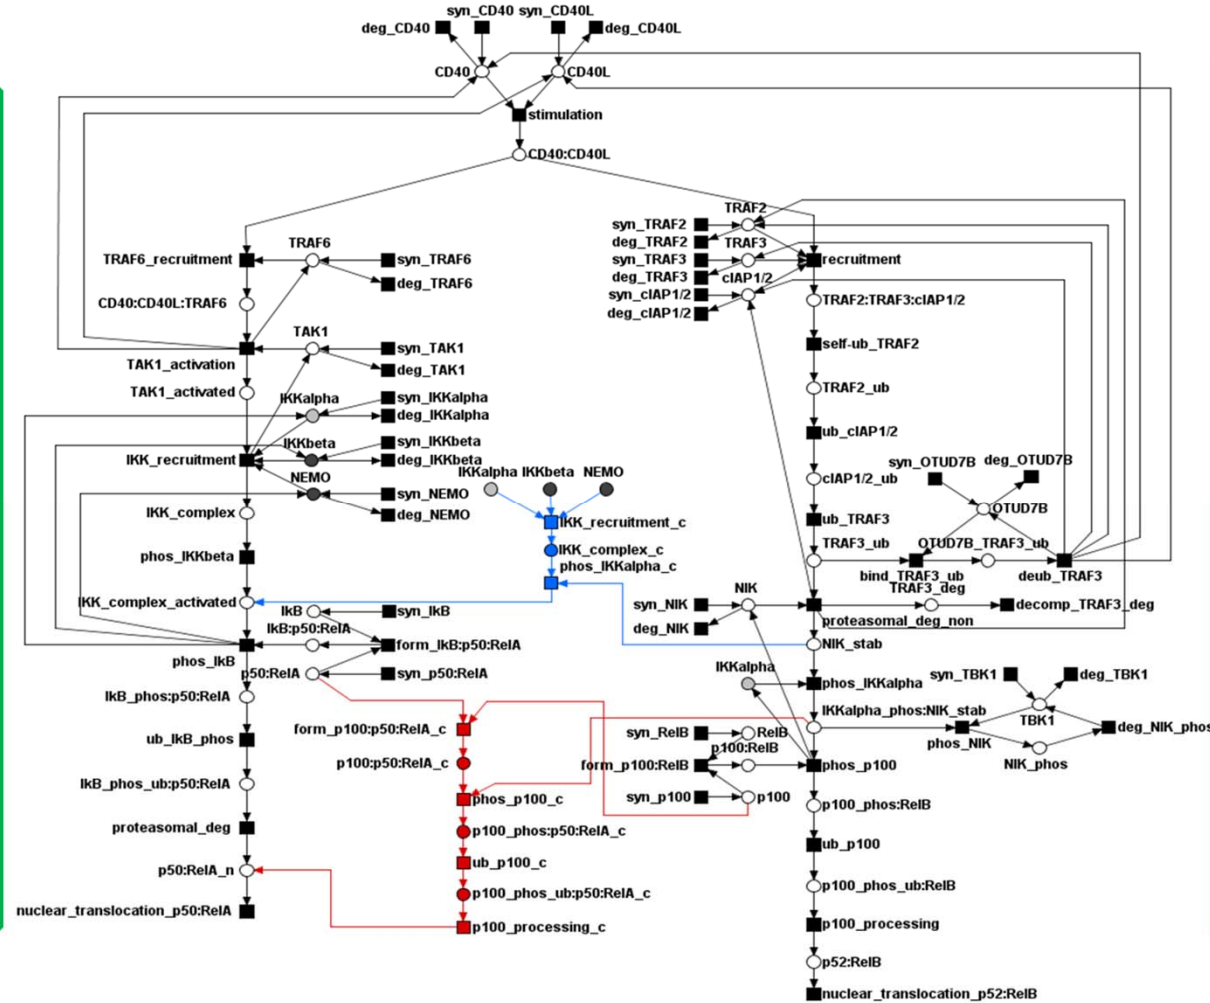 syn_CD40 syn_CD40L
deg_CD40
deg_CD40L
CD40
CD40L
stimulation
CD40:CD40L
TRAF6_recruitment
TRAF6
syn_TRAF6
deg_TRAF6
CD40:CD40L:TRAF6
TAK1
syn_TAK1
deg_TAK1
TAK1_activation
TAK1_activated
IKKalpha
syn_IKKalpha
deg_IKKalpha
IKKbeta
syn_IKKbeta
deg_IKKbeta
IKK_recruitment
NEMO
syn_NEMO
deg_NEMO
IKK_complex
phos_IKKbeta
IKK_complex_activated
IkB
syn_IkB
IkB:p50:RelA
form_IkB:p50:RelA
phos_IkB
p50:RelA
syn_p50:RelA
IkB_phos:p50:RelA
ub_IkB_phos
IkB_phos_ub:p50:RelA
proteasomal_deg
p50:RelA_n
nuclear_translocation_p50:RelA
IKKalpha IKKbeta NEMO
IKK_recruitment_c
IKK_complex_c
phos_IKKalpha_c
form_p100:p50:RelA_c
p100:p50:RelA_c
phos_p100_c
p100_phos:p50:RelA_c
ub_p100_c
p100_phos_ub:p50:RelA_c
p100_processing_c
TRAF2
syn_TRAF2
deg_TRAF2
TRAF3
syn_TRAF3
deg_TRAF3
cIAP1/2
syn_cIAP1/2
deg_cIAP1/2
recruitment
TRAF2:TRAF3:cIAP1/2
self-ub_TRAF2
TRAF2_ub
ub_cIAP1/2
cIAP1/2_ub
ub_TRAF3
TRAF3_ub
syn_OTUD7B
deg_OTUD7B
OTUD7B
OTUD7B_TRAF3_ub
bind_TRAF3_ub
deub_TRAF3
TRAF3_deg
decomp_TRAF3_deg
NIK
syn_NIK
deg_NIK
proteasomal_deg_non
NIK_stab
IKKalpha
phos_IKKalpha
IKKalpha_phos:NIK_stab
syn_TBK1
deg_TBK1
TBK1
phos_NIK
deg_NIK_phos
NIK_phos
syn_RelB
RelB
p100:RelB
form_p100:RelB
phos_p100
syn_p100
p100
p100_phos:RelB
ub_p100
p100_phos_ub:RelB
p100_processing
p52:RelB
nuclear_translocation_p52:RelB